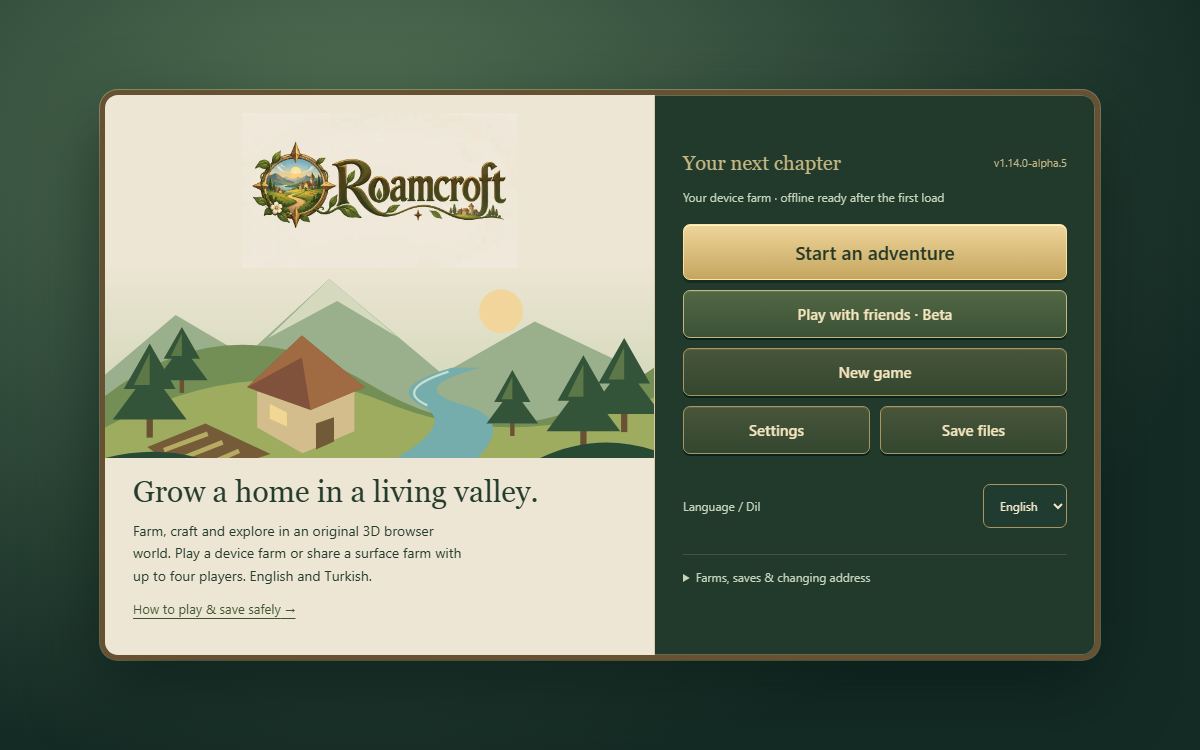 Roamcroft
Grow a home in a living valley.
Farm, craft and explore in an original 3D browser
world. Play a device farm or share a surface farm with
up to four players. English and Turkish.
How to play & save safely →
Your next chapter
v1.14.0-alpha.5
Your device farm · offline ready after the first load
Start an adventure
Play with friends · Beta
New game
Settings
Save files
Language / Dil
English
Farms, saves & changing address